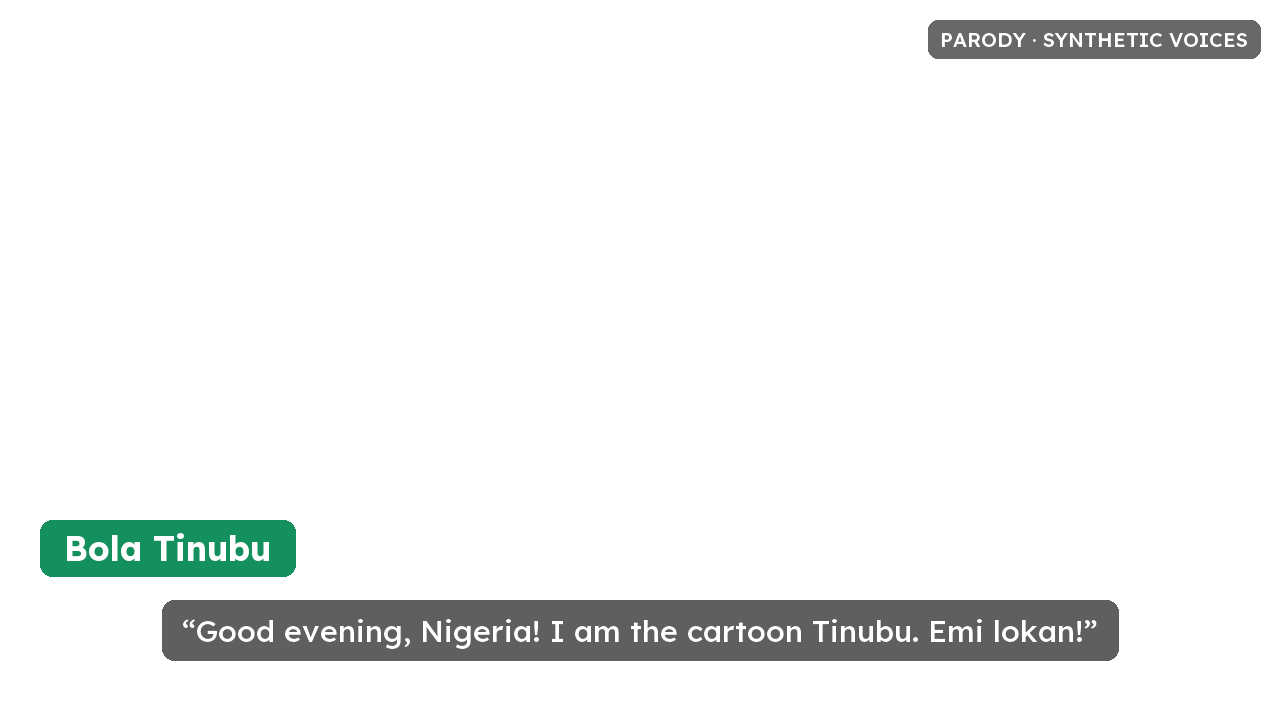 PARODY · SYNTHETIC VOICES
Bola Tinubu
“Good evening, Nigeria! I am the cartoon Tinubu. Emi lokan!”